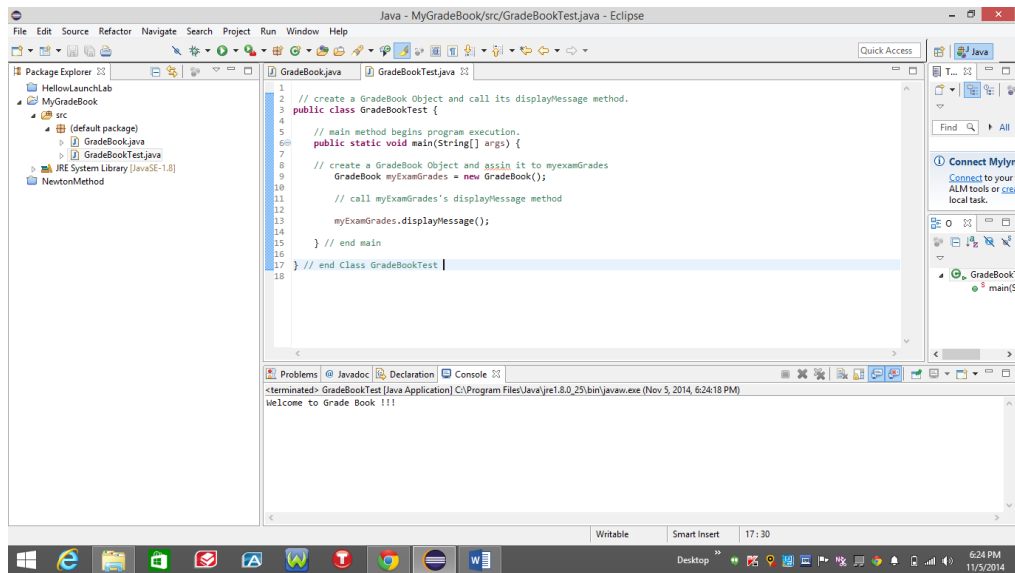 Java - MyGradeBook/src/GradeBookTest.java - Eclipse
File Edit Source Refactor Navigate Search Project Run Window Help
Quick Access
Java
Package Explorer
HellowLaunchLab
MyGradeBook
src
(default package)
GradeBook.java
GradeBookTest.java
JRE System Library [JavaSE-1.8]
NewtonMethod
GradeBook.java GradeBookTest.java
1
2 // create a GradeBook Object and call its displayMessage method.
3 public class GradeBookTest {
4
5 // main method begins program execution.
6 public static void main(String[] args) {
7
8 // create a GradeBook Object and assin it to myexamGrades
9 GradeBook myExamGrades = new GradeBook();
10
11 // call myExamGrades's displayMessage method
12
13 myExamGrades.displayMessage();
14
15 } // end main
16
17 } // end Class GradeBookTest
18
T...
Find All
Connect Mylyn
Connect to your
ALM tools or crea
local task.
O
GradeBookT
S main(S
Problems @ Javadoc Declaration Console
<terminated> GradeBookTest [Java Application] C:\Program Files\Java\jre1.8.0_25\bin\javaw.exe (Nov 5, 2014, 6:24:18 PM)
Welcome to Grade Book !!!
Writable Smart Insert 17:30
Desktop
6:24 PM
11/5/2014